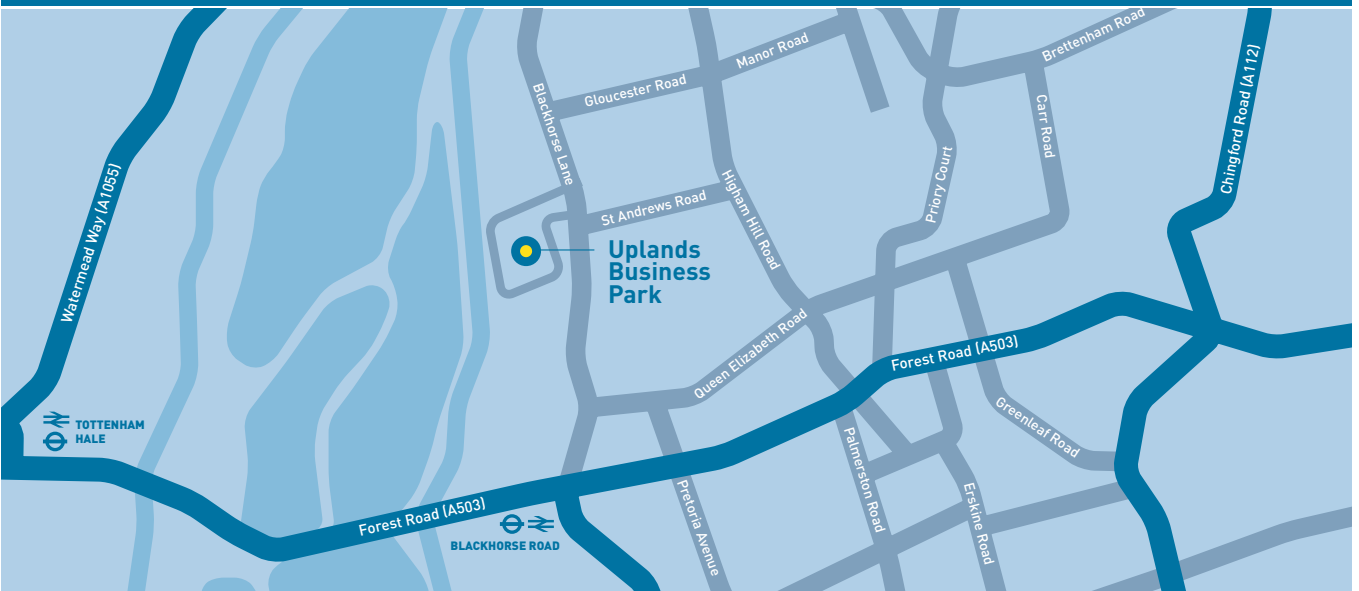 Brettenham Road
Manor Road
Gloucester Road
Blackhorse Lane
Carr Road
Chingford Road (A112)
Priory Court
Watermead Way (A1055)
St Andrews Road
Higham Hill Road
Uplands
Business
Park
Queen Elizabeth Road
Forest Road (A503)
Greenleaf Road
TOTTENHAM
HALE
Palmerston Road
Pretoria Avenue
Erskine Road
Forest Road (A503)
BLACKHORSE ROAD